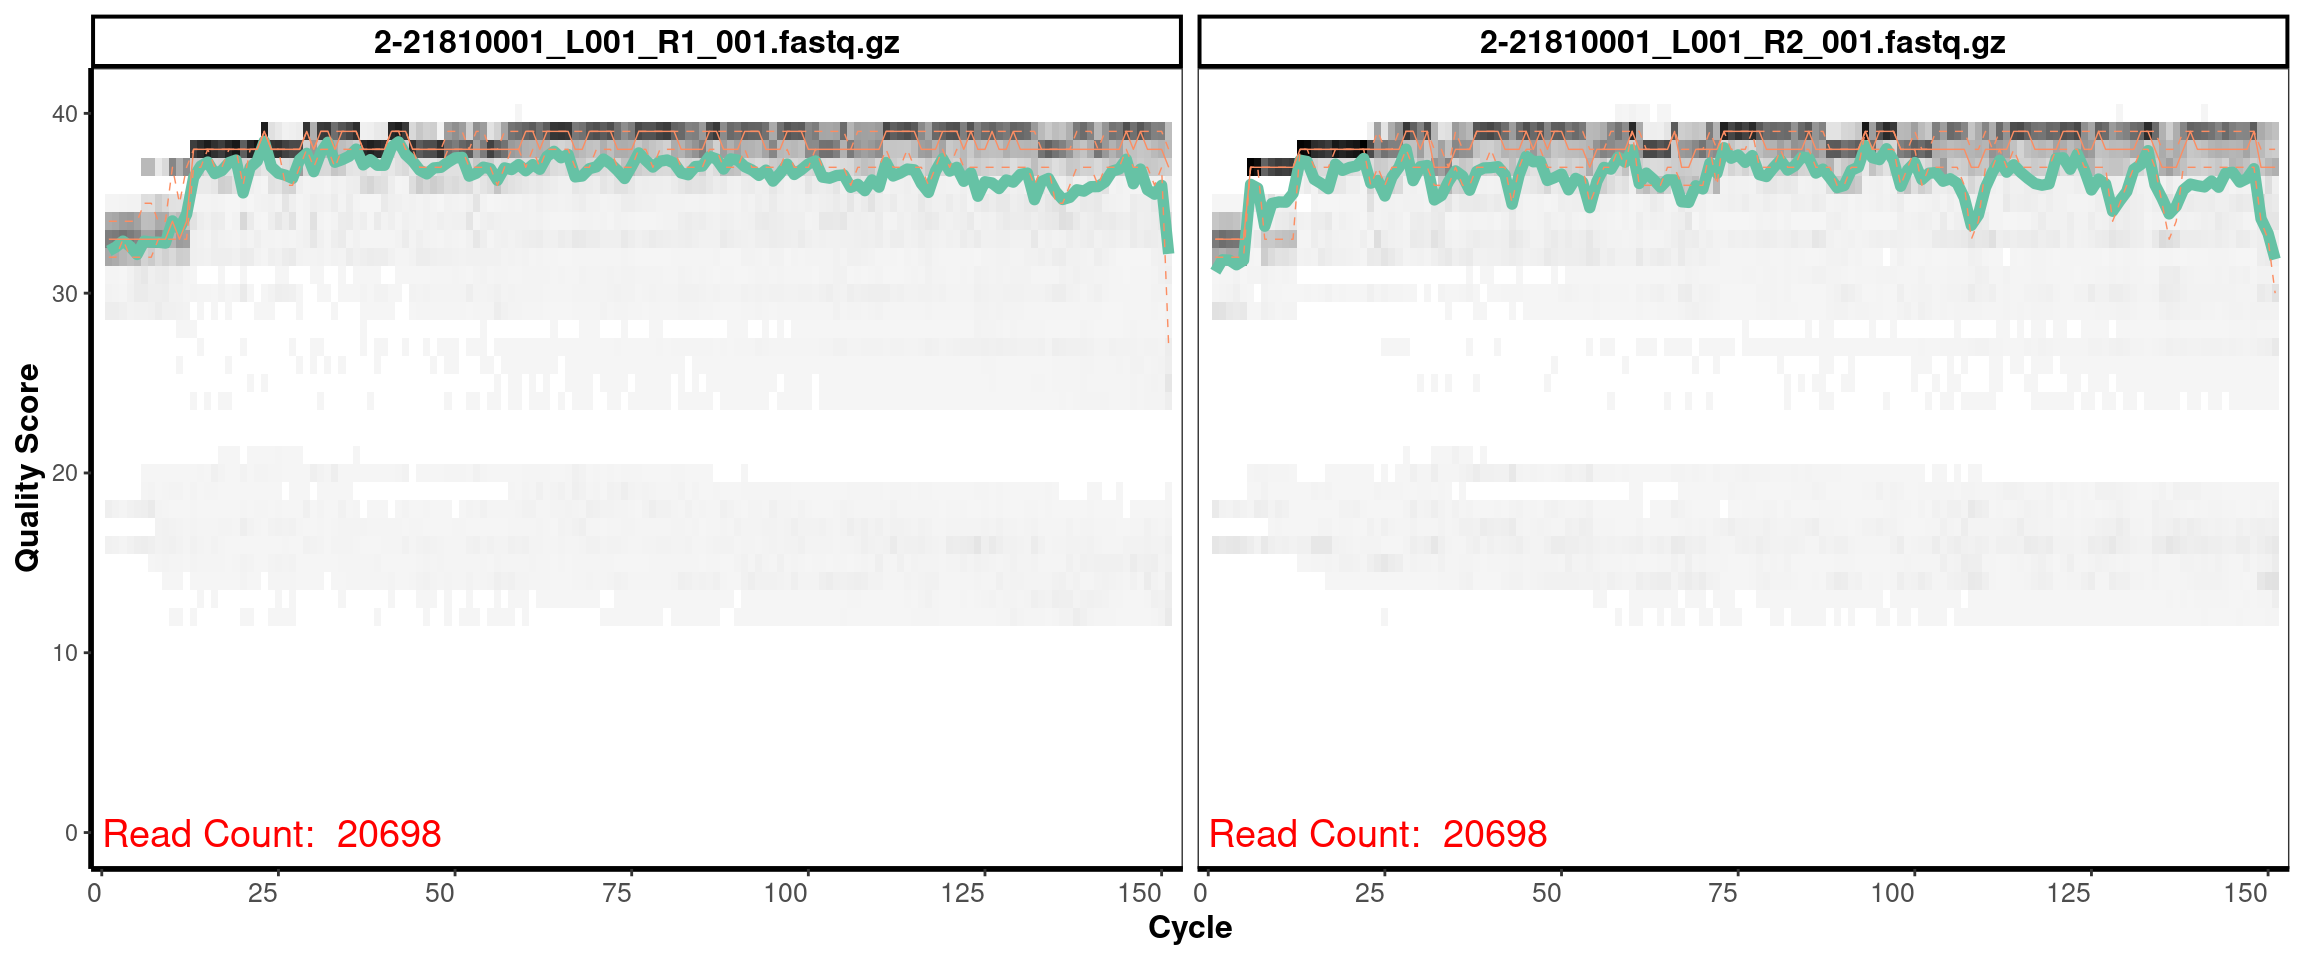 2-21810001_L001_R1_001.fastq.gz
2-21810001_L001_R2_001.fastq.gz
Quality Score
40
30
20
10
0
Read Count:  20698
Read Count:  20698
0 25 50 75 100 125 150
0 25 50 75 100 125 150
Cycle